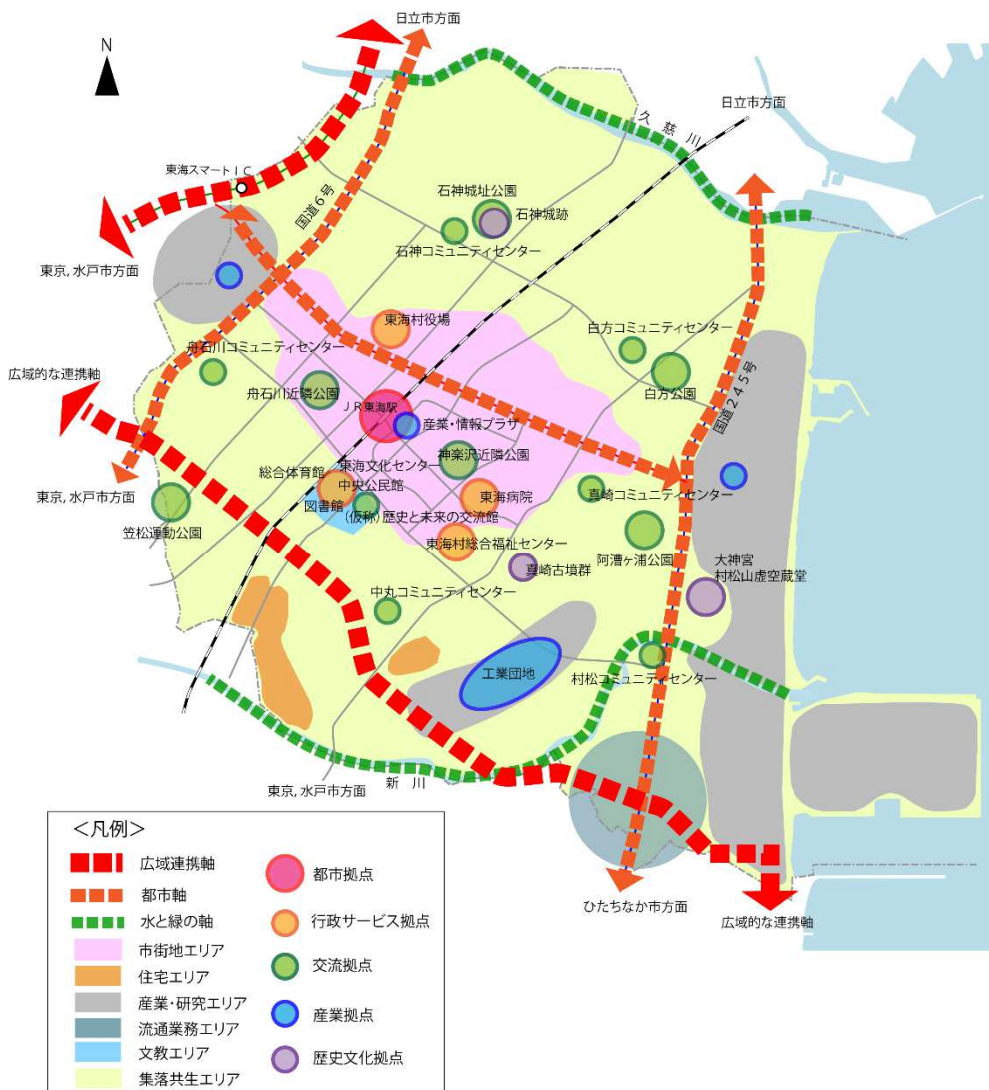 日立市方面
N
日立市方面
久慈川
東海スマートIC
国道6号
石神城址公園
石神城跡
石神コミュニティセンター
東京,水戸市方面
東海村役場
白方コミュニティセンター
舟石川コミュニティセンター
広域的な連携軸
舟石川近隣公園
白方公園
国道245号
JR東海駅
産業・情報プラザ
神楽沢近隣公園
総合体育館
東海文化センター
東京,水戸市方面
中央公民館
東海病院
真崎コミュニティセンター
図書館
(仮称)歴史と未来の交流館
笠松運動公園
東海村総合福祉センター
阿漕ヶ浦公園
大神宮
真崎古墳群
村松山虚空蔵堂
中丸コミュニティセンター
工業団地
村松コミュニティセンター
新川
東京,水戸市方面
ひたちなか市方面
広域的な連携軸
<凡例>
広域連携軸
都市軸
水と緑の軸
市街地エリア
住宅エリア
産業・研究エリア
流通業務エリア
文教エリア
集落共生エリア
都市拠点
行政サービス拠点
交流拠点
産業拠点
歴史文化拠点